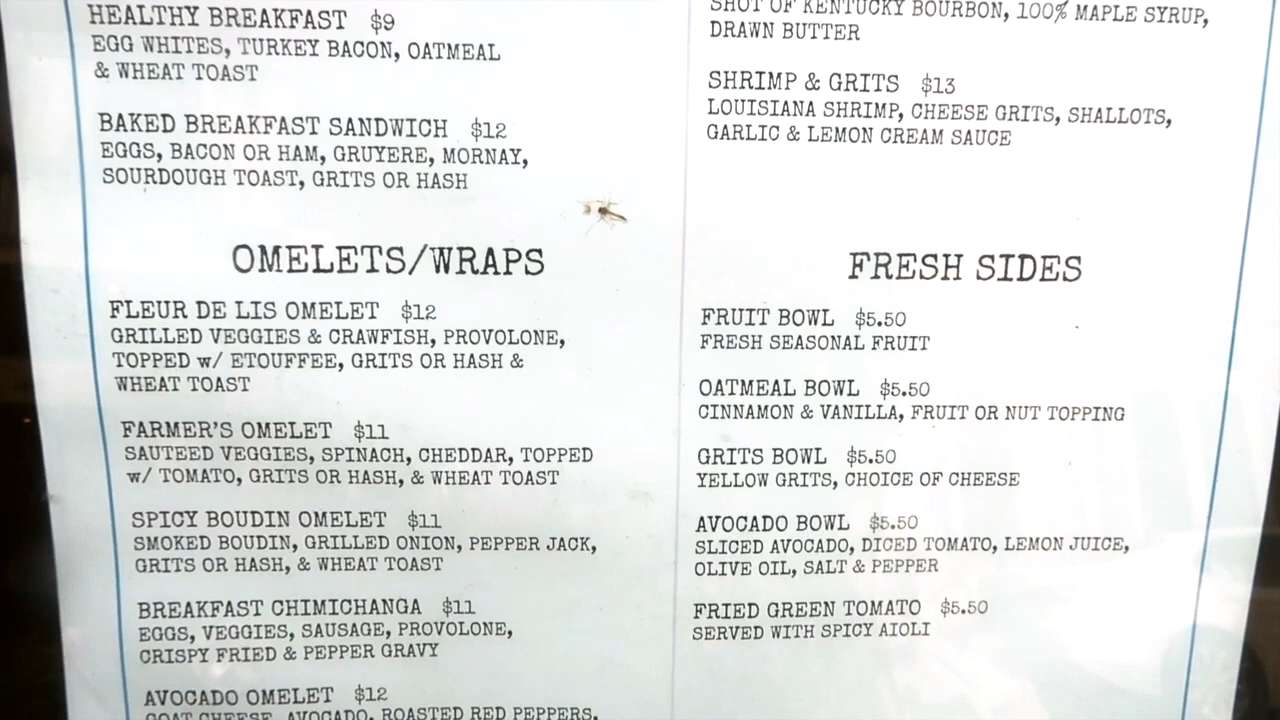 HEALTHY BREAKFAST $9
EGG WHITES, TURKEY BACON, OATMEAL
& WHEAT TOAST
BAKED BREAKFAST SANDWICH $12
EGGS, BACON OR HAM, GRUYERE, MORNAY,
SOURDOUGH TOAST, GRITS OR HASH
OMELETS/WRAPS
FLEUR DE LIS OMELET $12
GRILLED VEGGIES & CRAWFISH, PROVOLONE,
TOPPED w/ ETOUFFEE, GRITS OR HASH &
WHEAT TOAST
FARMER'S OMELET $11
SAUTEED VEGGIES, SPINACH, CHEDDAR, TOPPED
w/ TOMATO, GRITS OR HASH, & WHEAT TOAST
SPICY BOUDIN OMELET $11
SMOKED BOUDIN, GRILLED ONION, PEPPER JACK,
GRITS OR HASH, & WHEAT TOAST
BREAKFAST CHIMICHANGA $11
EGGS, VEGGIES, SAUSAGE, PROVOLONE,
CRISPY FRIED & PEPPER GRAVY
AVOCADO OMELET $12
GOAT CHEESE, AVOCADO, ROASTED RED PEPPERS,
SHOT OF KENTUCKY BOURBON, 100% MAPLE SYRUP,
DRAWN BUTTER
SHRIMP & GRITS $13
LOUISIANA SHRIMP, CHEESE GRITS, SHALLOTS,
GARLIC & LEMON CREAM SAUCE
FRESH SIDES
FRUIT BOWL $5.50
FRESH SEASONAL FRUIT
OATMEAL BOWL $5.50
CINNAMON & VANILLA, FRUIT OR NUT TOPPING
GRITS BOWL $5.50
YELLOW GRITS, CHOICE OF CHEESE
AVOCADO BOWL $5.50
SLICED AVOCADO, DICED TOMATO, LEMON JUICE,
OLIVE OIL, SALT & PEPPER
FRIED GREEN TOMATO $5.50
SERVED WITH SPICY AIOLI